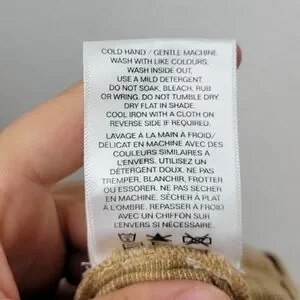 COLD HAND / GENTLE MACHINE
WASH WITH LIKE COLOURS.
WASH INSIDE OUT.
USE A MILD DETERGENT.
DO NOT SOAK, BLEACH, RUB
OR WRING. DO NOT TUMBLE DRY.
DRY FLAT IN SHADE.
COOL IRON WITH A CLOTH ON
REVERSE SIDE IF REQUIRED.
LAVAGE À LA MAIN À FROID/
DÉLICAT EN MACHINE AVEC DES
COULEURS SIMILAIRES À
L'ENVERS. UTILISEZ UN
DÉTERGENT DOUX. NE PAS
TREMPER, BLANCHIR, FROTTER
OU ESSORER. NE PAS SÉCHER
EN MACHINE. SÉCHER À PLAT
À L'OMBRE. REPASSER À FROID
AVEC UN CHIFFON SUR
L'ENVERS SI NÉCESSAIRE